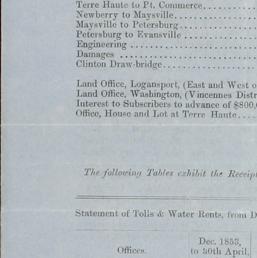 Terre Haute to Pt. Commerce
Newberry to Maysville
Maysville to Petersburg
Petersburg to Evansville
Engineering
Damages
Clinton Draw-bridge
Land Office, Logansport, (East and West o
Land Office, Washington, (Vincennes Distr
Interest to Subscribers to advance of $800,
Office, House and Lot at Terre Haute
The following Tables exhibit the Receip
Statement of Tolls & Water Rents, from D
Dec. 1853,
Offices. to 30th April,